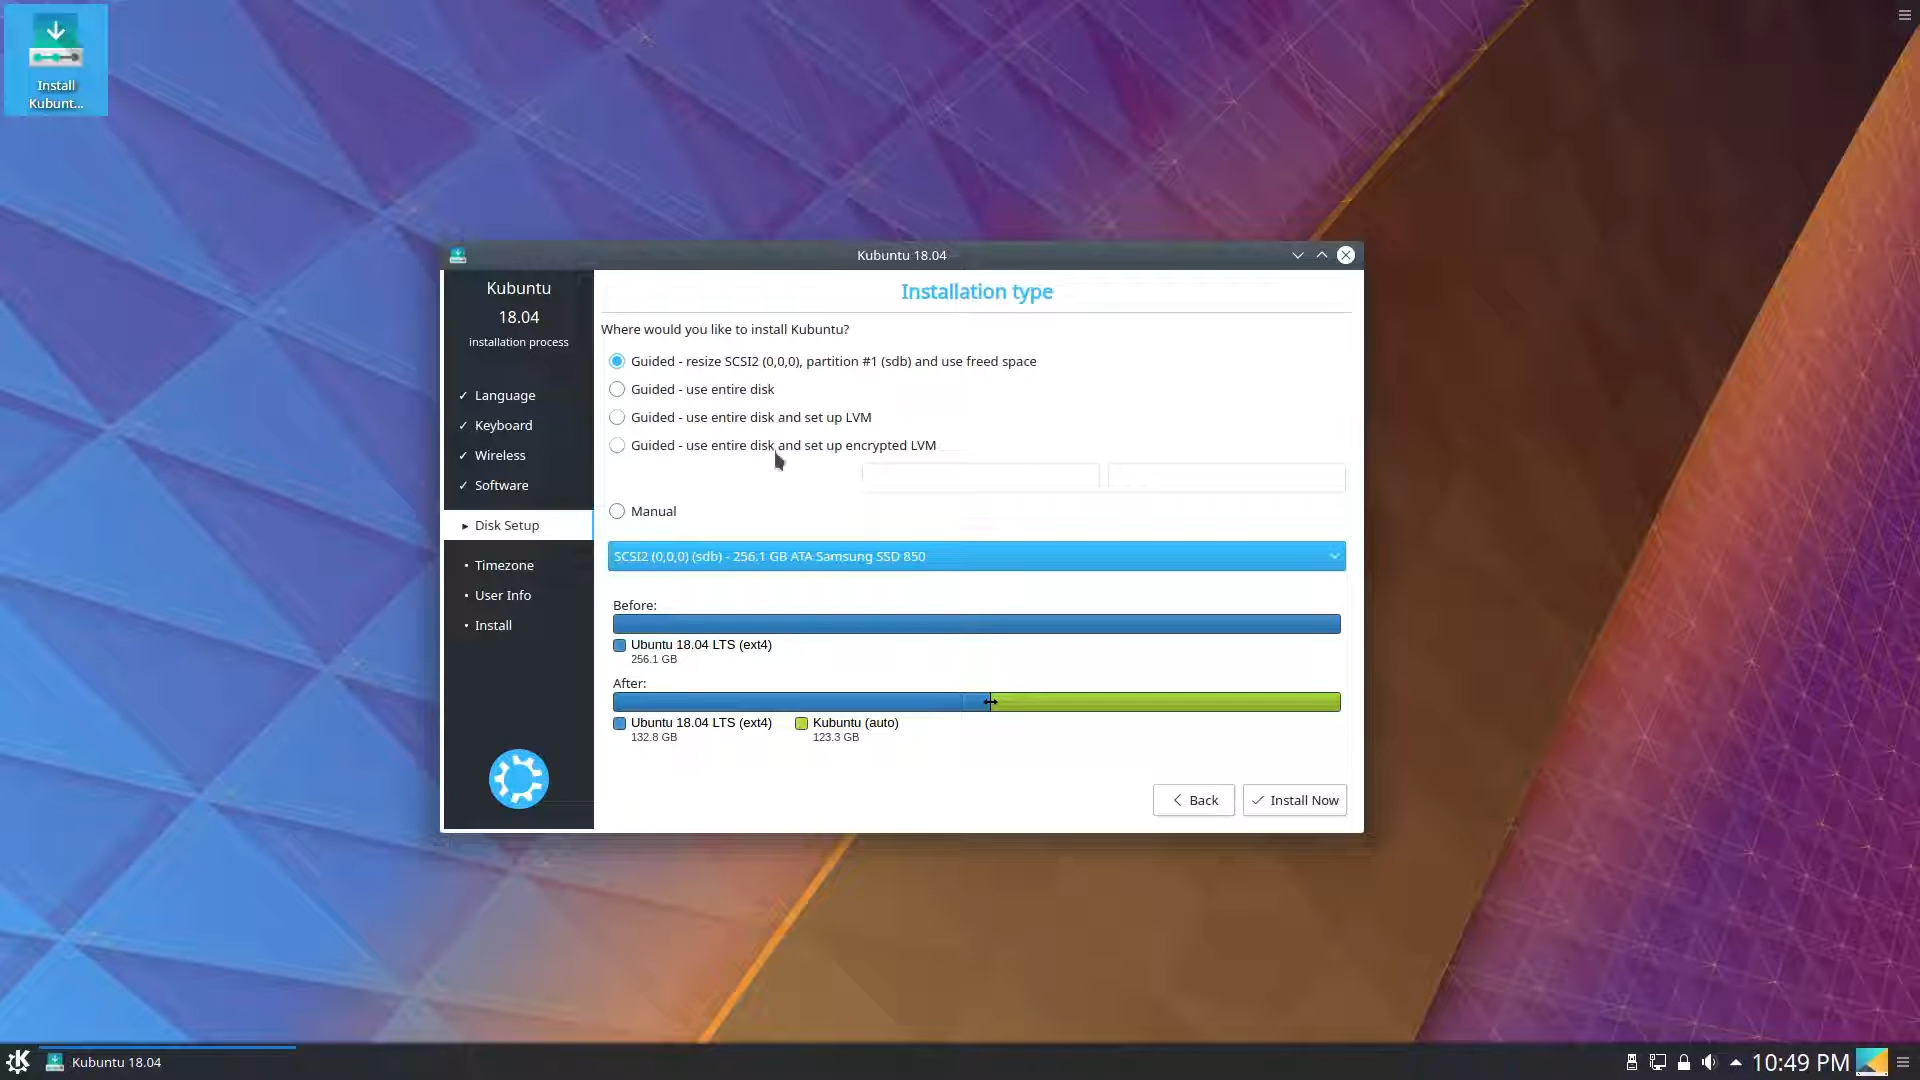 Install
Kubunt...
Kubuntu 18.04
Kubuntu
18.04
installation process
✓ Language
✓ Keyboard
✓ Wireless
✓ Software
▸ Disk Setup
• Timezone
• User Info
• Install
Installation type
Where would you like to install Kubuntu?
Guided - resize SCSI2 (0,0,0), partition #1 (sdb) and use freed space
Guided - use entire disk
Guided - use entire disk and set up LVM
Guided - use entire disk and set up encrypted LVM
Manual
SCSI2 (0,0,0) (sdb) - 256.1 GB ATA Samsung SSD 850
Before:
Ubuntu 18.04 LTS (ext4)
256.1 GB
After:
Ubuntu 18.04 LTS (ext4) Kubuntu (auto)
132.8 GB 123.3 GB
Back Install Now
Kubuntu 18.04 10:49 PM